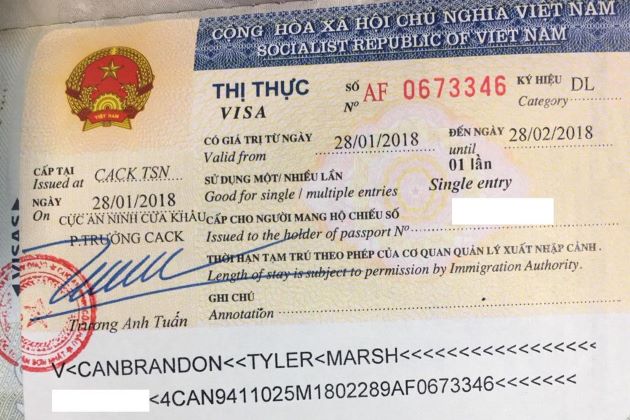 CỘNG HÒA XÃ HỘI CHỦ NGHĨA VIỆT NAM
SOCIALIST REPUBLIC OF VIET NAM
VIỆT NAM
THỊ THỰC SỐ AF 0673346 KÝ HIỆU DL
VISA Nº Category
CÓ GIÁ TRỊ TỪ NGÀY 28/01/2018 ĐẾN NGÀY 28/02/2018
Valid from until
CẤP TẠI CACK TSN 01 lần
Issued at SỬ DỤNG MỘT/ NHIỀU LẦN Single entry
NGÀY 28/01/2018 Good for single / multiple entries
On CỤC AN NINH CỬA KHẨU CẤP CHO NGƯỜI MANG HỘ CHIẾU SỐ
P.TRƯỞNG CACK Issued to the holder of passport Nº
THỜI HẠN TẠM TRÚ THEO PHÉP CỦA CƠ QUAN QUẢN LÝ XUẤT NHẬP CẢNH .
Length of stay is subject to permission by Immigration Authority.
GHI CHÚ
Trương Anh Tuấn Annotation
V<CANBRANDON<<TYLER<MARSH<<<<<<<<<<<<<<<<<<
<4CAN9411025M1802289AF0673346<<<<<<<